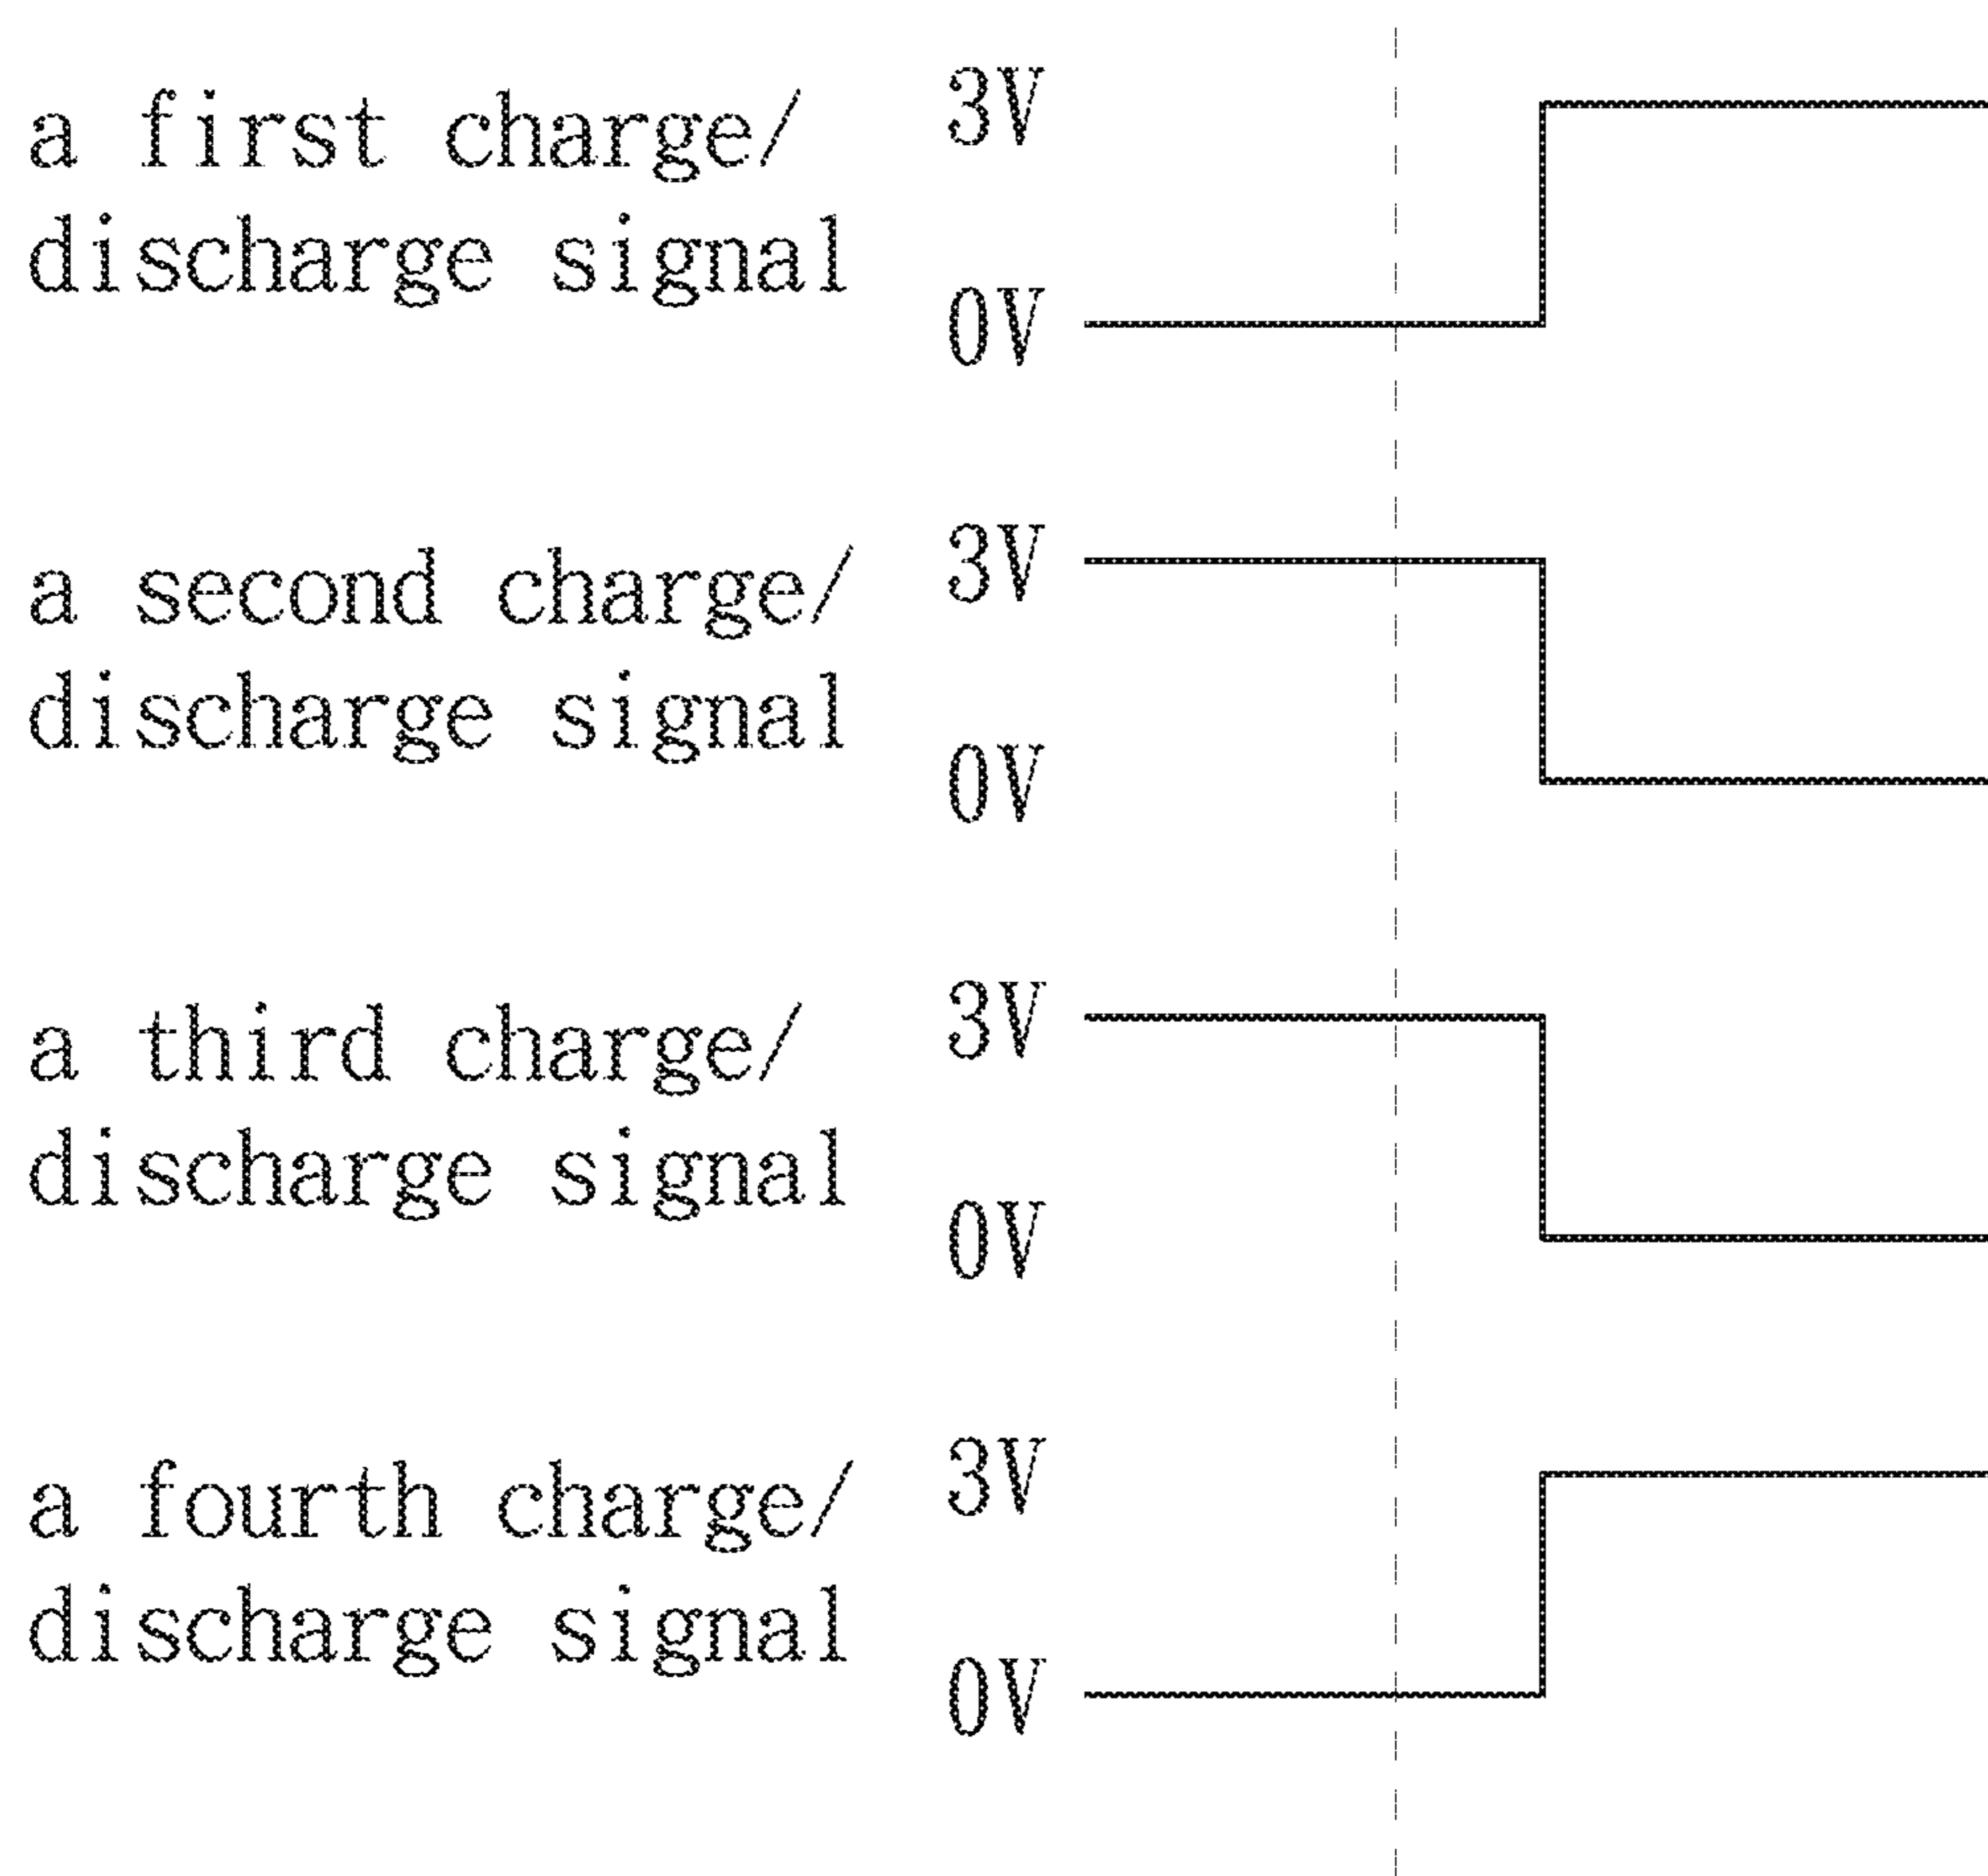 a first charge/
discharge signal
3V
0V
a second charge/
discharge signal
3V
0V
a third charge/
discharge signal
3V
0V
a fourth charge/
discharge signal
3V
0V